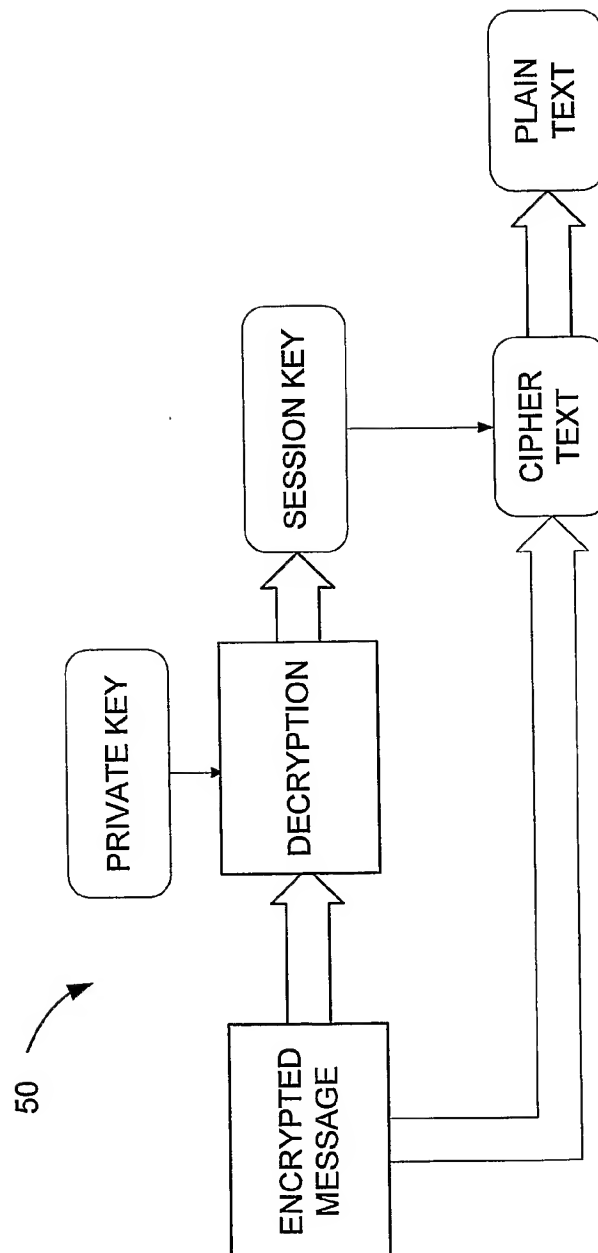 50
PRIVATE KEY
ENCRYPTED
MESSAGE
DECRYPTION
SESSION KEY
CIPHER
TEXT
PLAIN
TEXT